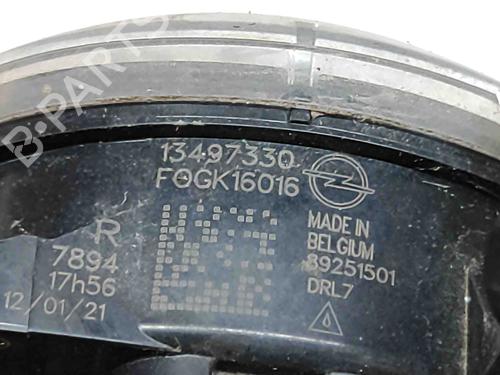 B-PARTS
13497330
FOGK16016
R
7894
17h56
12/01/21
MADE IN
BELGIUM
89251501
DRL7